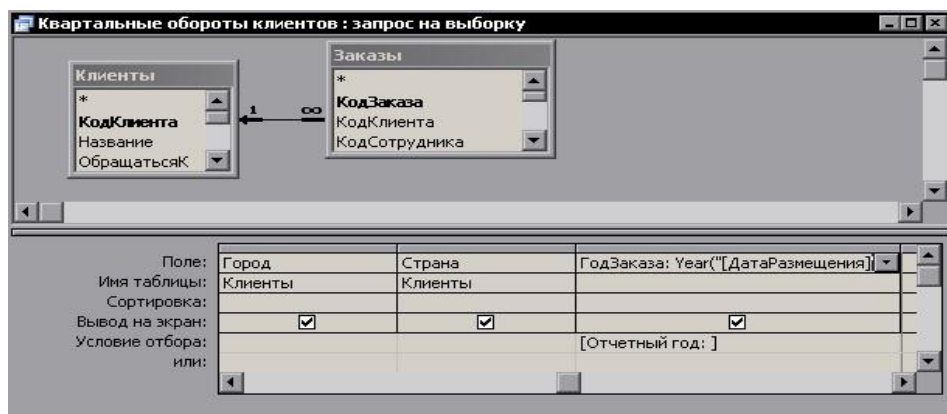 Квартальные обороты клиентов : запрос на выборку
Клиенты
*
КодКлиента
Название
ОбращатьсяК
1
∞
Заказы
*
КодЗаказа
КодКлиента
КодСотрудника
Поле: Город Страна ГодЗаказа: Year("[ДатаРазмещения]
Имя таблицы: Клиенты Клиенты
Сортировка:
Вывод на экран:
Условие отбора: [Отчетный год: ]
или: